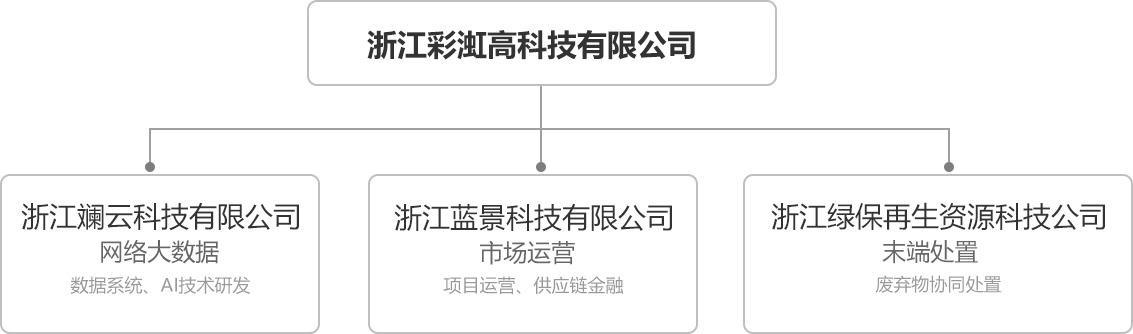 浙江彩渱高科技有限公司
浙江斓云科技有限公司
网络大数据
数据系统、AI技术研发
浙江蓝景科技有限公司
市场运营
项目运营、供应链金融
浙江绿保再生资源科技公司
末端处置
废弃物协同处置